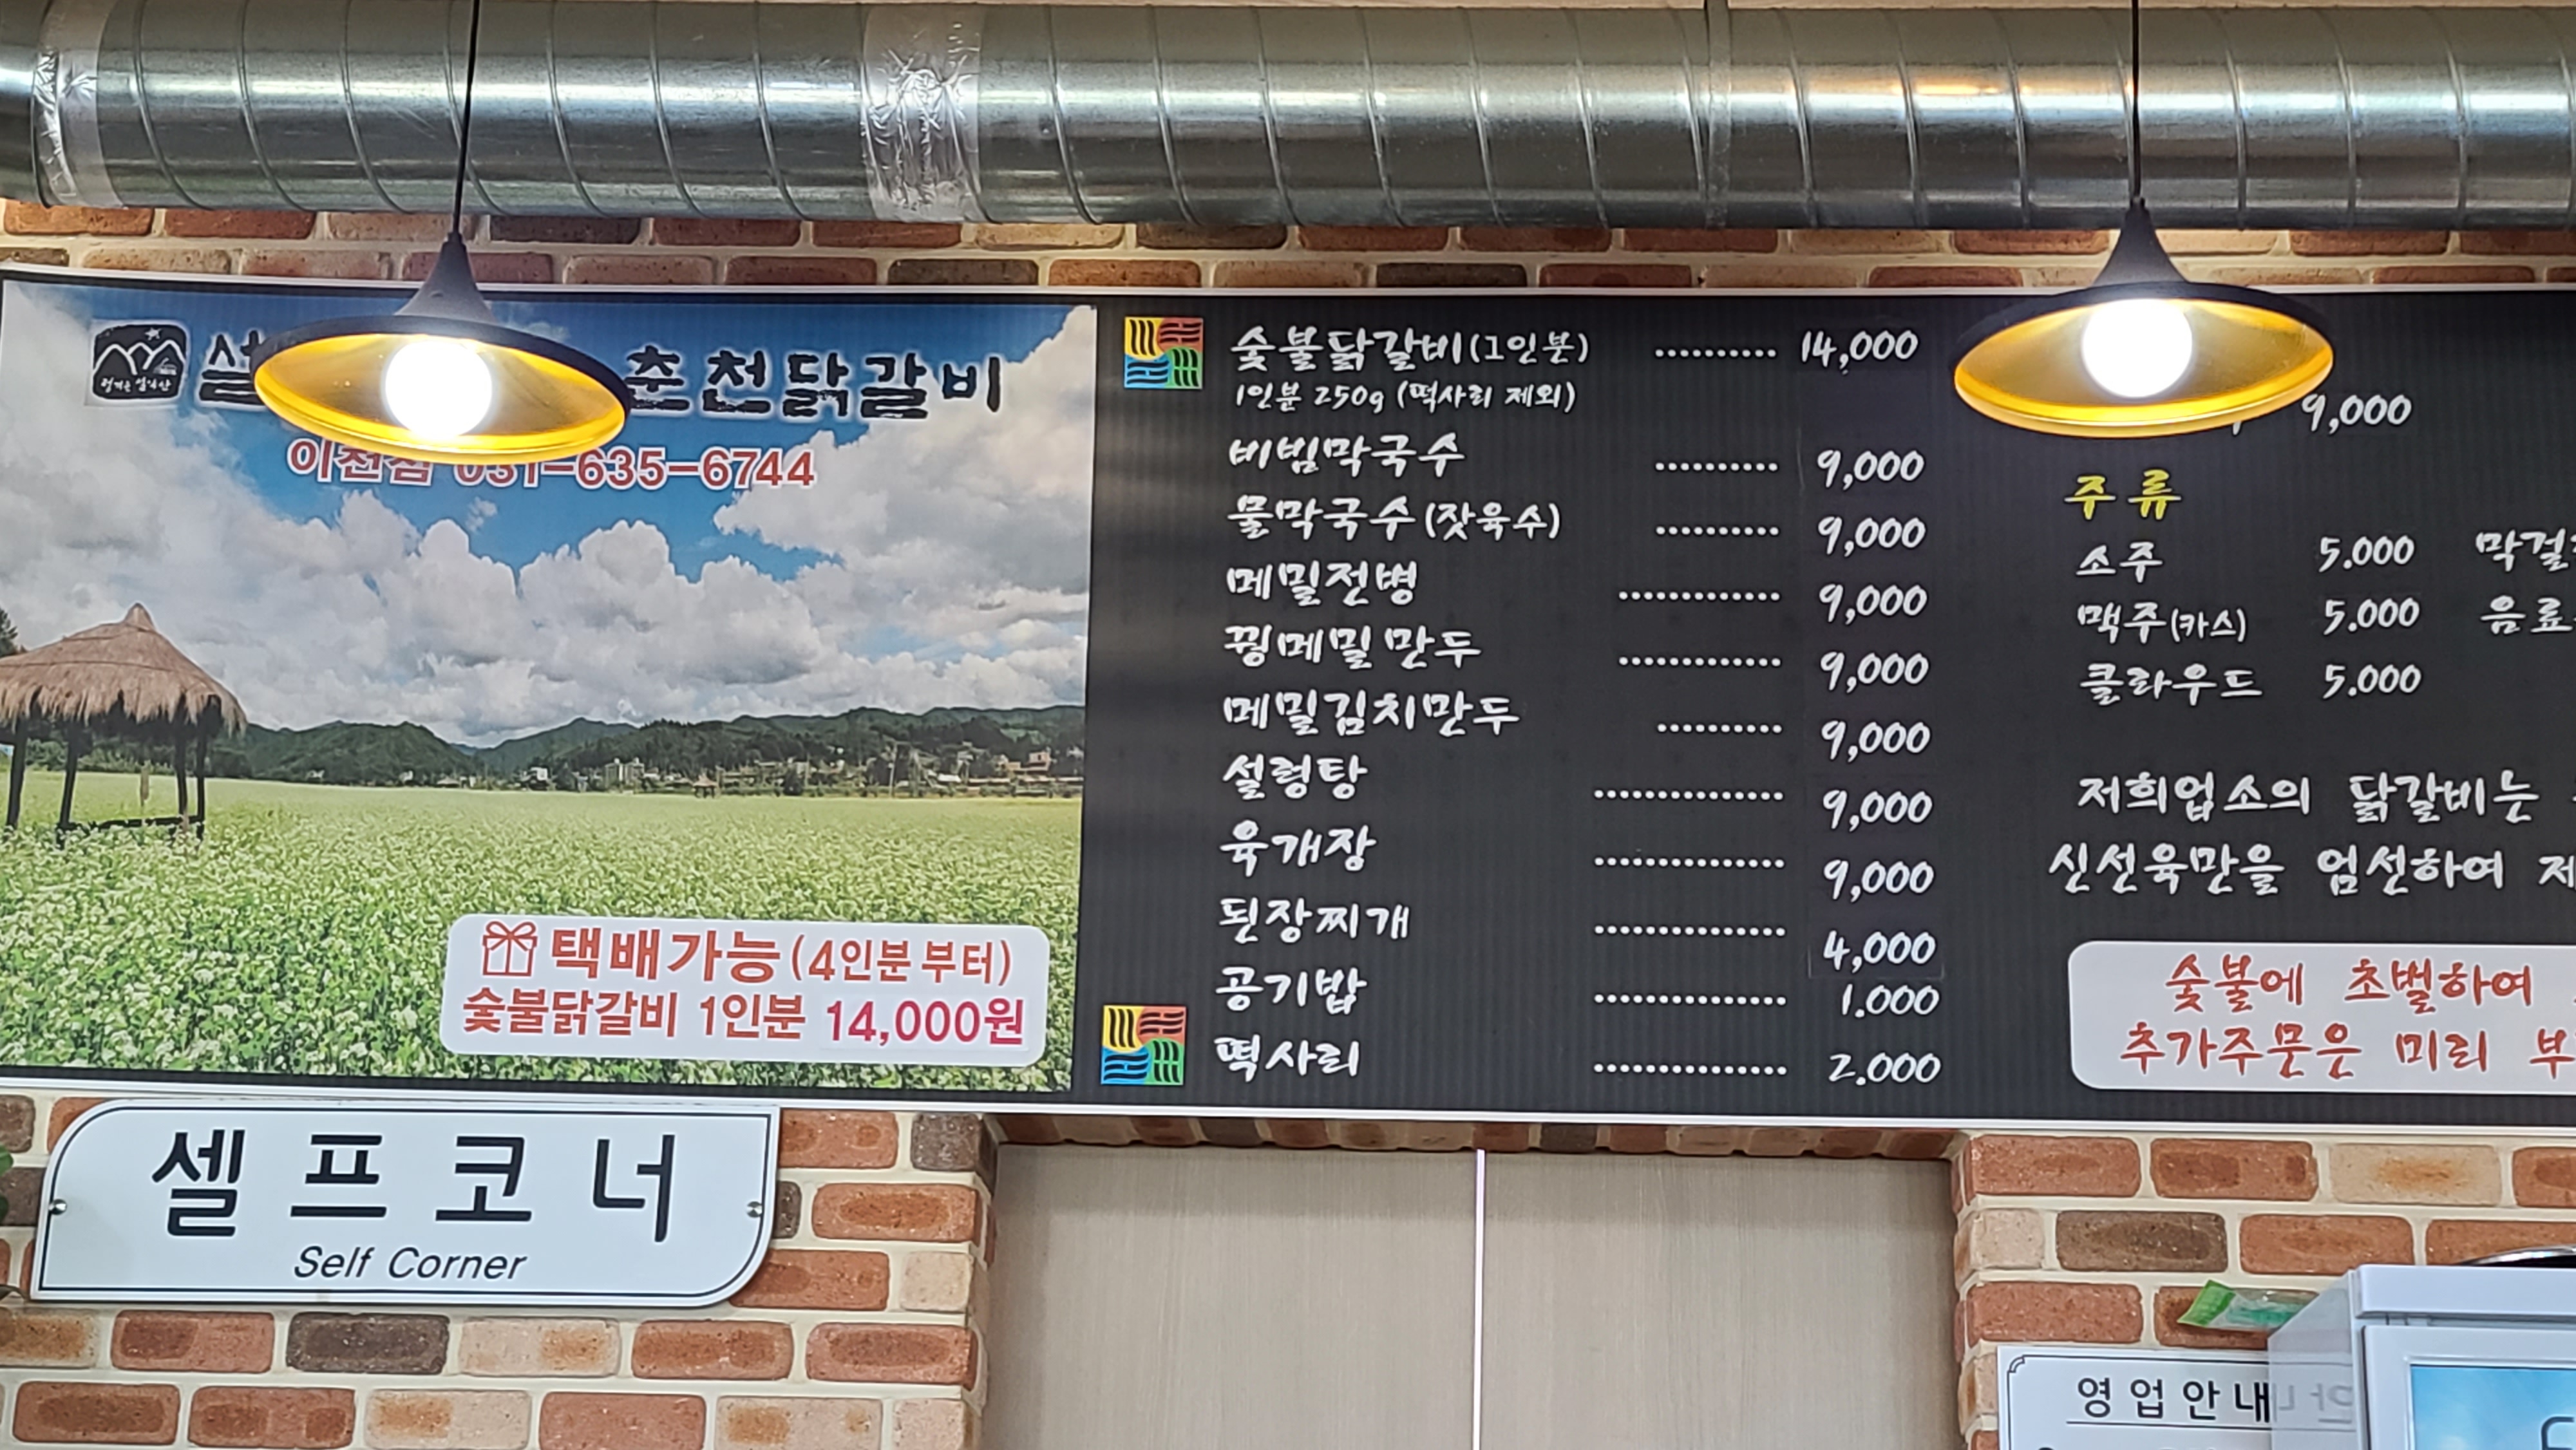 춘천닭갈비
이천점 031-635-6744
택배가능(4인분 부터)
숯불닭갈비 1인분 14,000원
셀프코너
Self Corner
숯불닭갈비(1인분) .......... 14,000
1인분 250g (떡사리 제외)
비빔막국수 .......... 9,000
물막국수(잣육수) .......... 9,000
메밀전병 ............. 9,000
꿩메밀만두 ............. 9,000
메밀김치만두 .......... 9,000
설렁탕 ............... 9,000
육개장 ............... 9,000
된장찌개 ............... 4,000
공기밥 ............... 1.000
떡사리 ............... 2.000
9,000
주류
소주 5.000
맥주(카스) 5.000
클라우드 5.000
저희업소의 닭갈비는
신선육만을 엄선하여
숯불에 초벌하여
추가주문은 미리
영업안내